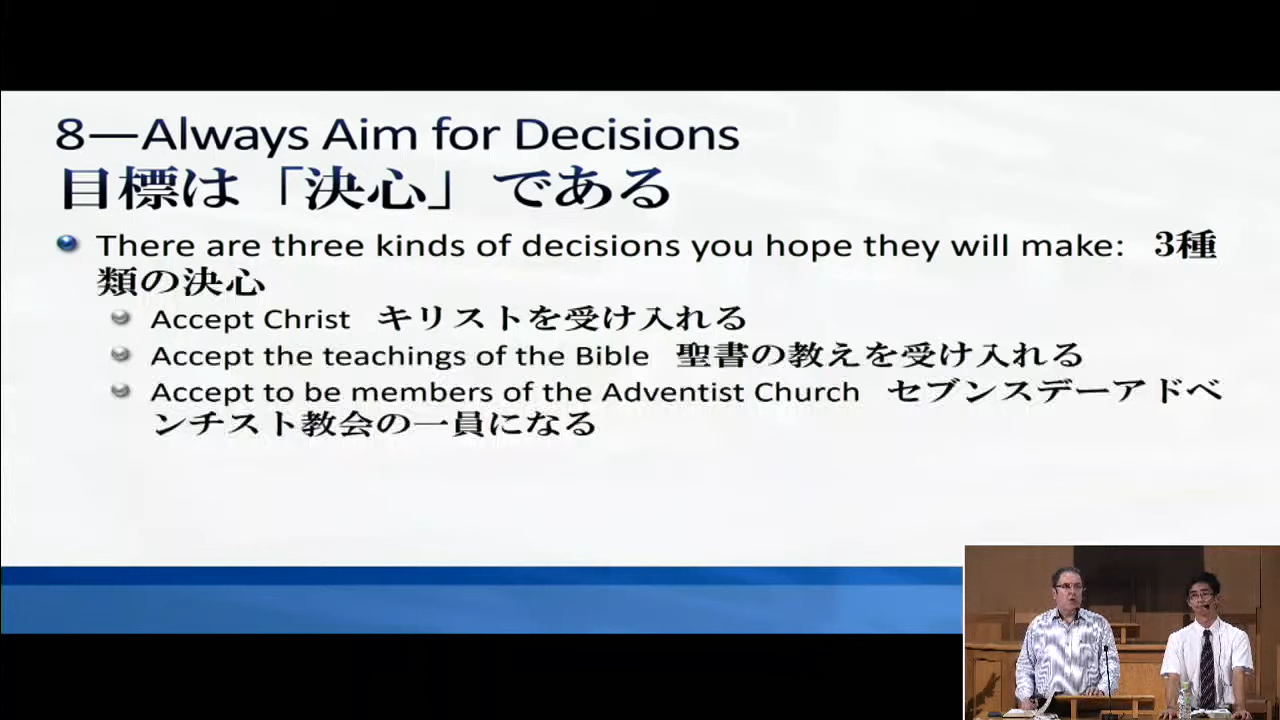 8—Always Aim for Decisions
目標は「決心」である
There are three kinds of decisions you hope they will make: 3種
類の決心
Accept Christ キリストを受け入れる
Accept the teachings of the Bible 聖書の教えを受け入れる
Accept to be members of the Adventist Church セブンスデーアドベ
ンチスト教会の一員になる